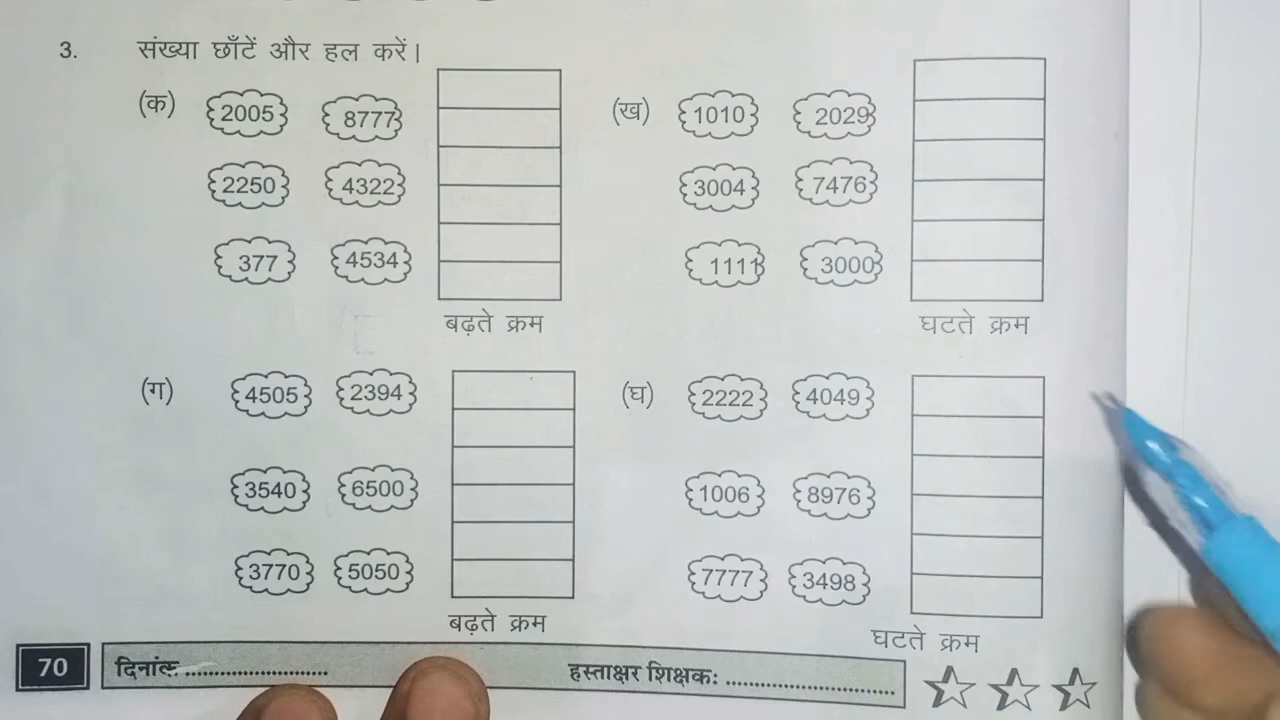 3. संख्या छाँटें और हल करें।
(क) 2005 8777
2250 4322
377 4534
बढ़ते क्रम
(ख) 1010 2029
3004 7476
1111 3000
घटते क्रम
(ग) 4505 2394
3540 6500
3770 5050
बढ़ते क्रम
(घ) 2222 4049
1006 8976
7777 3498
घटते क्रम
70 दिनांक ........................ हस्ताक्षर शिक्षकः ............................